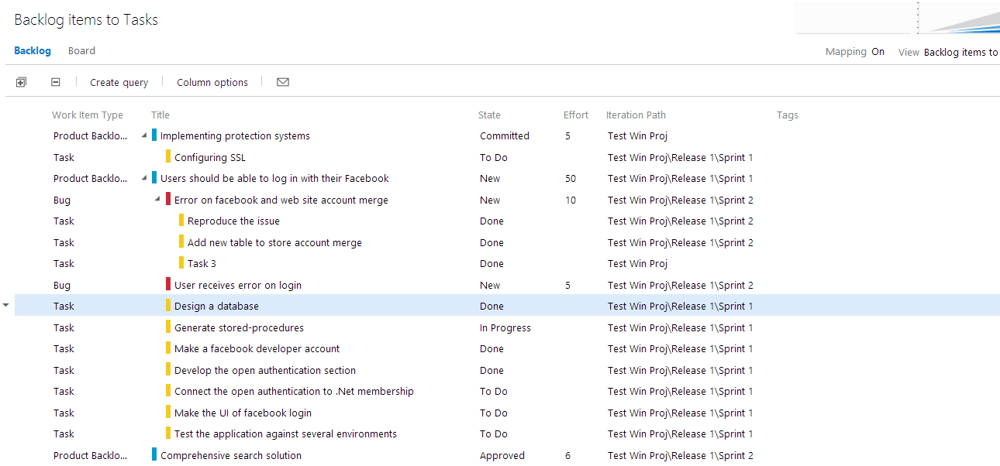 Backlog items to Tasks
Backlog Board Mapping On View Backlog items to
Create query Column options
Work Item Type Title State Effort Iteration Path Tags
Product Backlo... Implementing protection systems Committed 5 Test Win Proj
Task Configuring SSL To Do Test Win Proj\Release 1\Sprint 1
Product Backlo... Users should be able to log in with their Facebook New 50 Test Win Proj\Release 1\Sprint 1
Bug Error on facebook and web site account merge New 10 Test Win Proj\Release 1\Sprint 2
Task Reproduce the issue Done Test Win Proj\Release 1\Sprint 2
Task Add new table to store account merge Done Test Win Proj\Release 1\Sprint 2
Task Task 3 Done Test Win Proj
Bug User receives error on login New 5 Test Win Proj\Release 1\Sprint 2
Task Design a database Done Test Win Proj\Release 1\Sprint 1
Task Generate stored-procedures In Progress Test Win Proj\Release 1\Sprint 1
Task Make a facebook developer account Done Test Win Proj\Release 1\Sprint 1
Task Develop the open authentication section Done Test Win Proj\Release 1\Sprint 1
Task Connect the open authentication to .Net membership To Do Test Win Proj\Release 1\Sprint 1
Task Make the UI of facebook login To Do Test Win Proj\Release 1\Sprint 1
Task Test the application against several environments To Do Test Win Proj\Release 1\Sprint 1
Product Backlo... Comprehensive search solution Approved 6 Test Win Proj\Release 1\Sprint 2